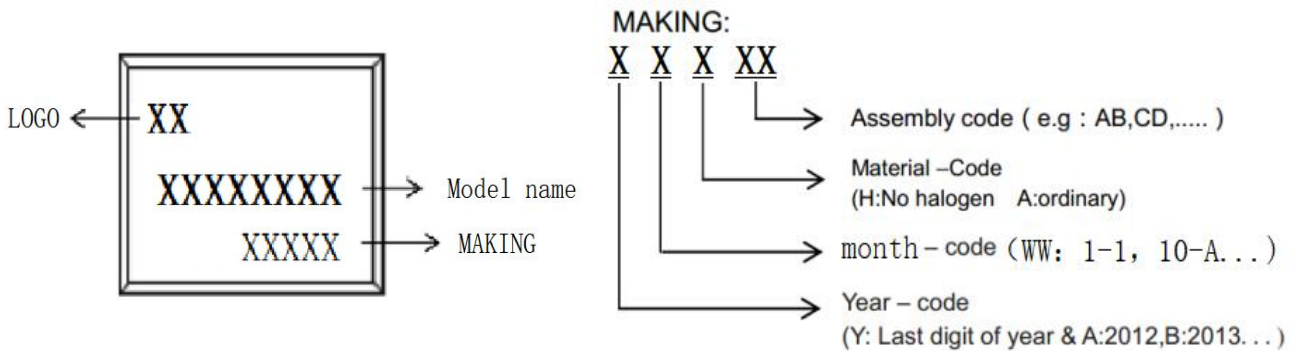 LOGO
XX
XXXXXXXX
Model name
XXXXX
MAKING
MAKING:
X X X XX
Assembly code ( e.g : AB,CD,..... )
Material –Code
(H:No halogen A:ordinary)
month – code (WW: 1-1, 10-A...)
Year – code
(Y: Last digit of year & A:2012,B:2013...)